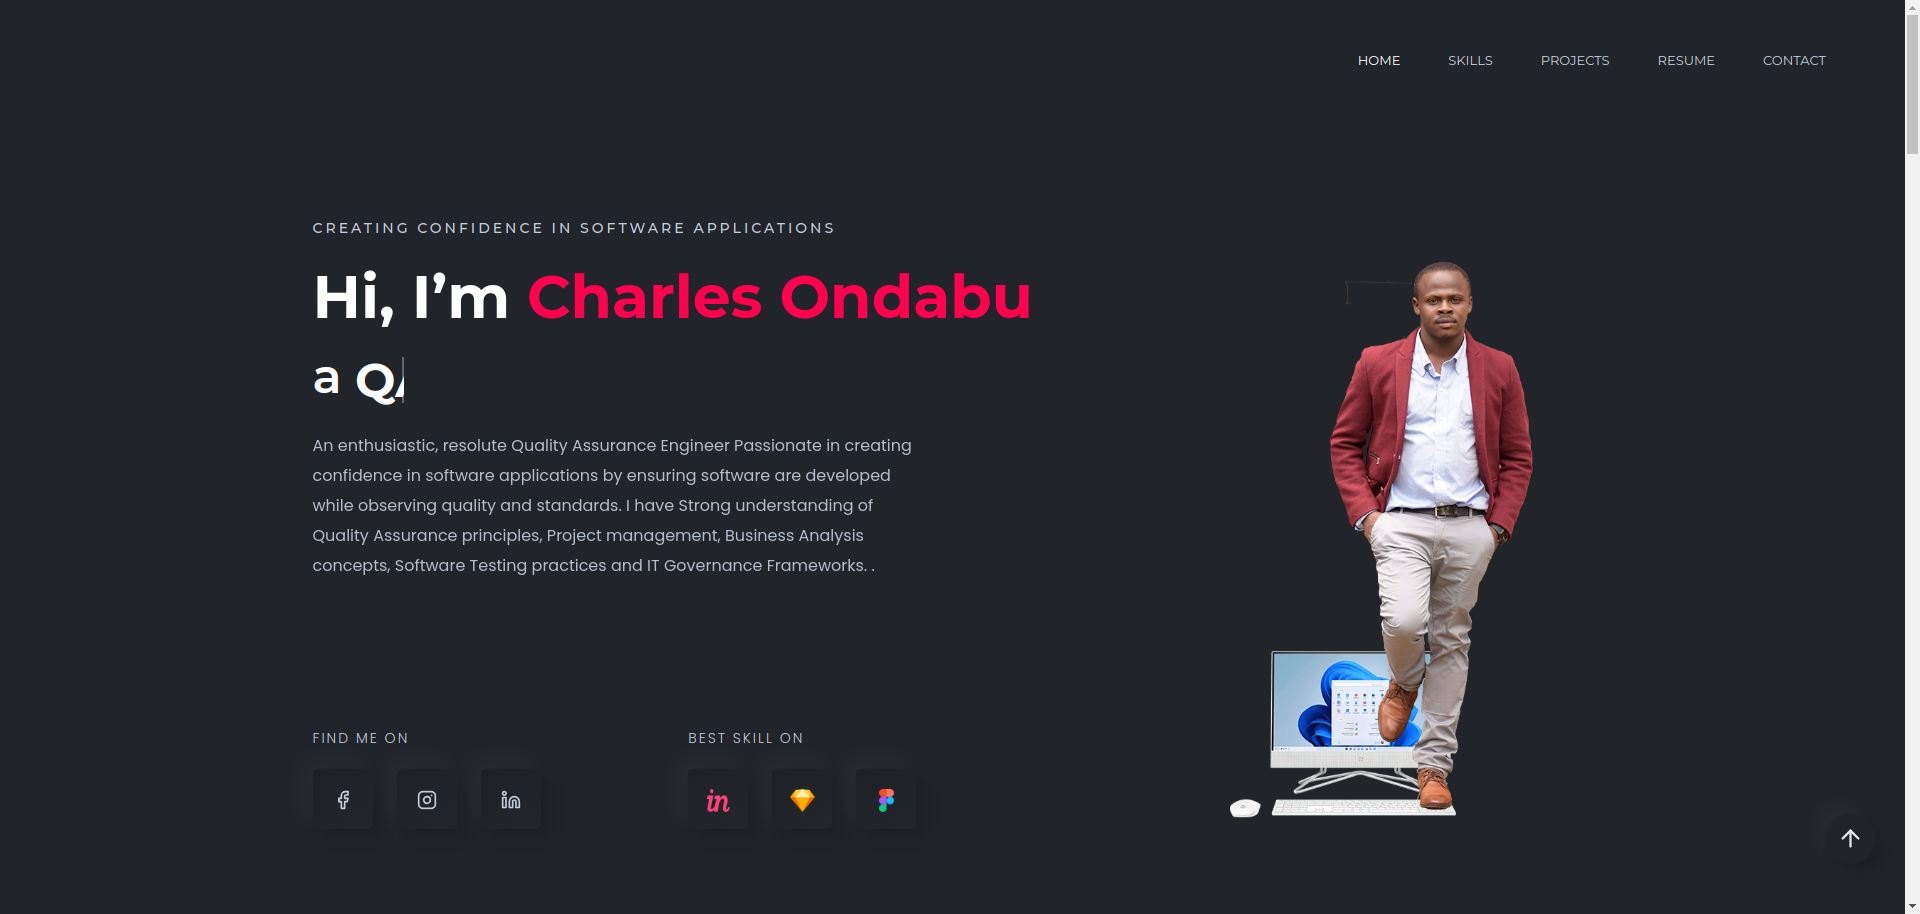 HOME SKILLS PROJECTS RESUME CONTACT
CREATING CONFIDENCE IN SOFTWARE APPLICATIONS
Hi, I’m Charles Ondabu
a QA
An enthusiastic, resolute Quality Assurance Engineer Passionate in creating
confidence in software applications by ensuring software are developed
while observing quality and standards. I have Strong understanding of
Quality Assurance principles, Project management, Business Analysis
concepts, Software Testing practices and IT Governance Frameworks. .
FIND ME ON
BEST SKILL ON
in
in